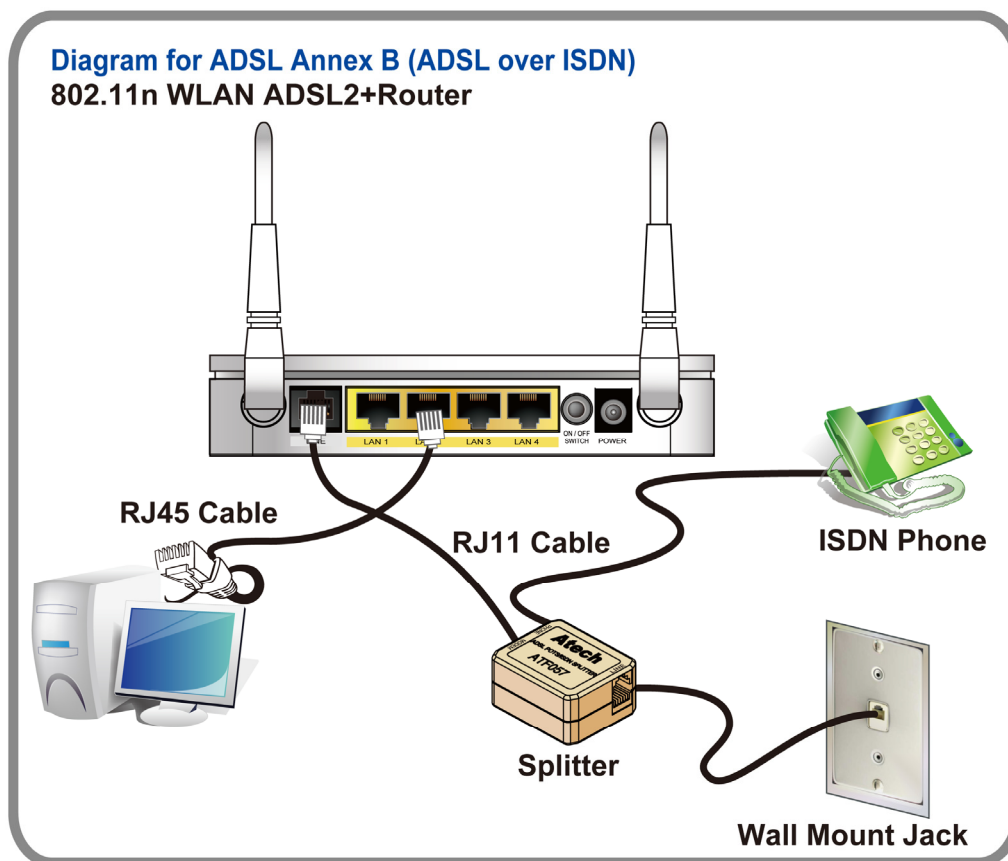 Diagram for ADSL Annex B (ADSL over ISDN)
802.11n WLAN ADSL2+Router
LAN 1
LAN 3
LAN 4
ON / OFF
SWITCH
POWER
RJ45 Cable
RJ11 Cable
ISDN Phone
Atech
ATF057
LINE
Splitter
Wall Mount Jack